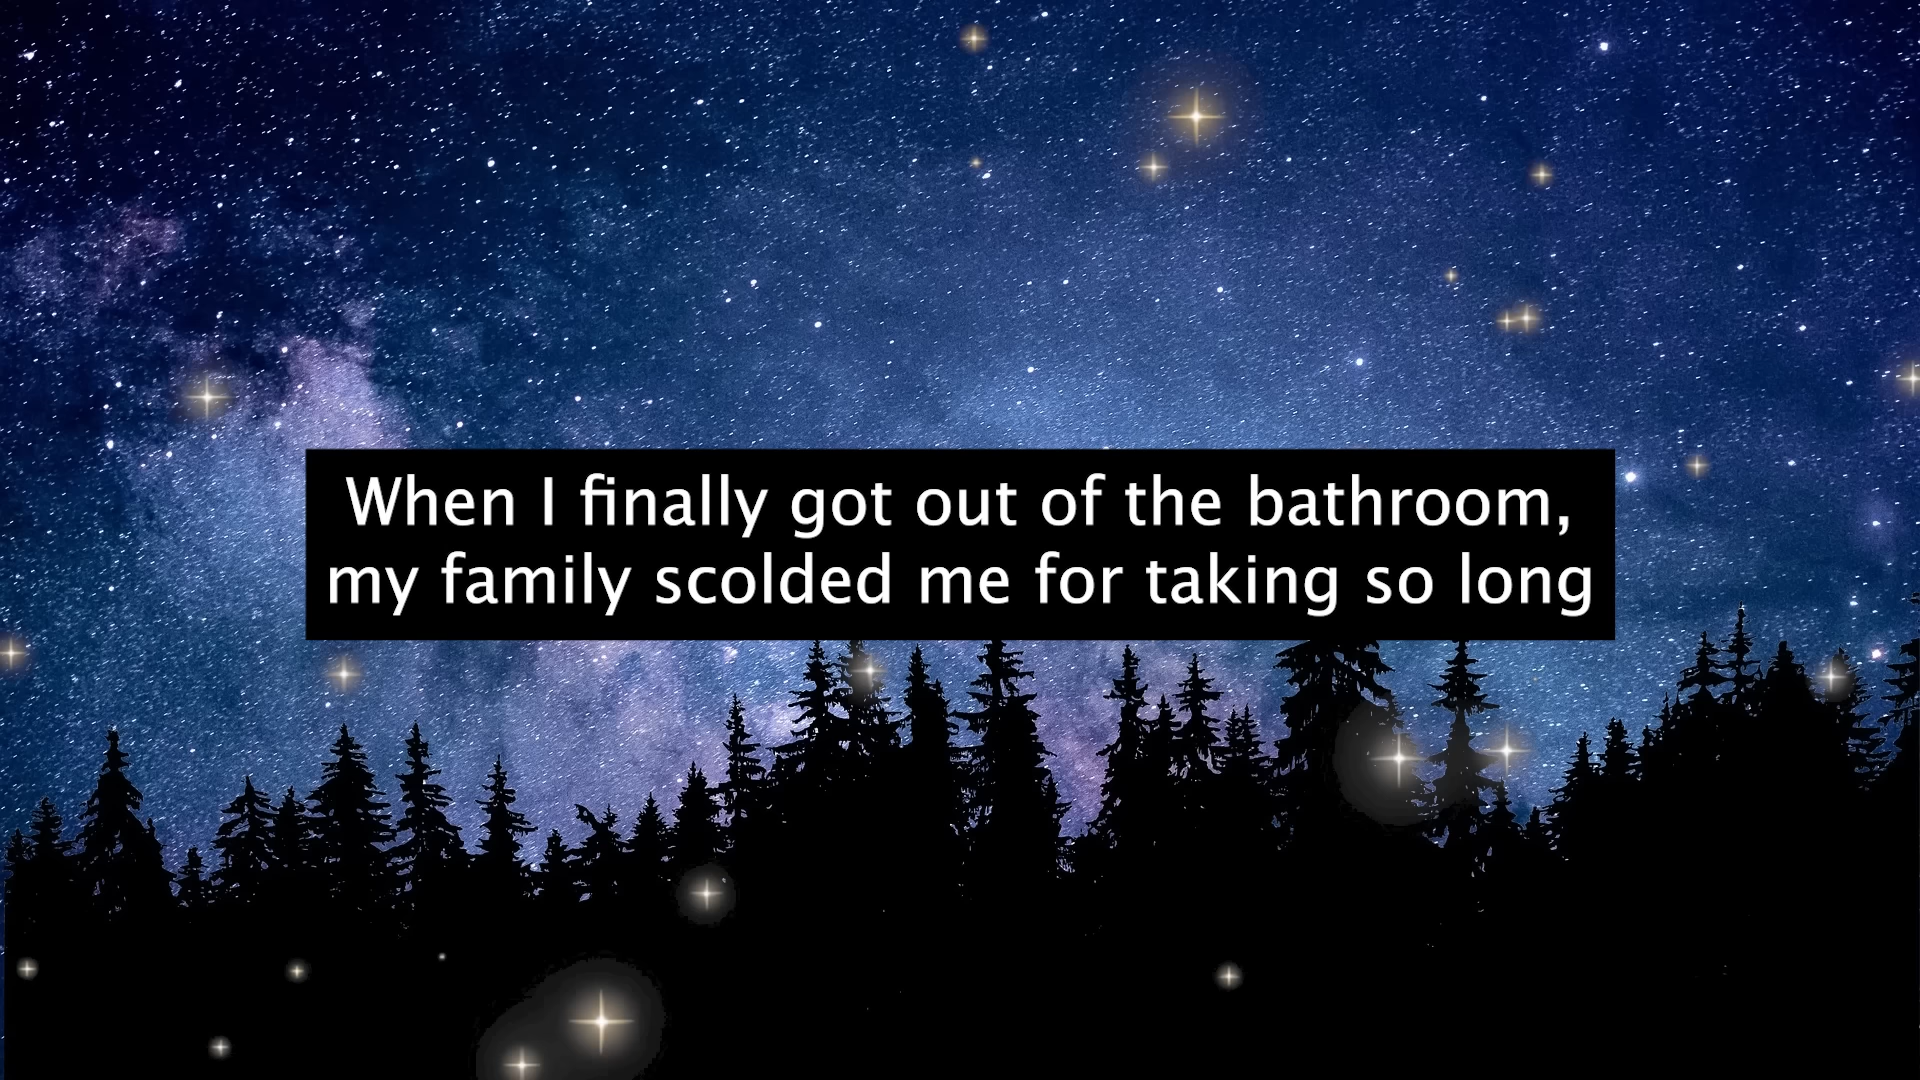 When I finally got out of the bathroom,
my family scolded me for taking so long